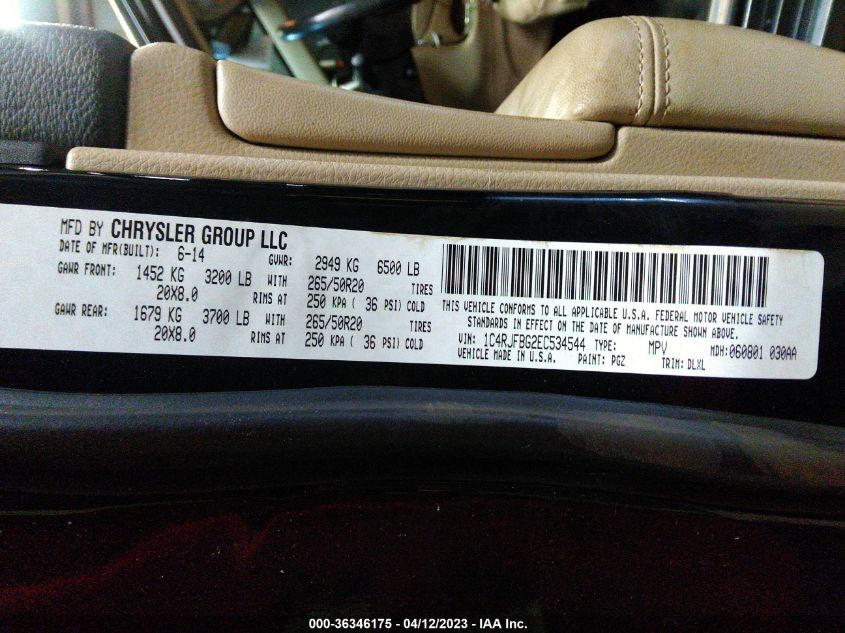 MFD BY CHRYSLER GROUP LLC
DATE OF MFR(BUILT): 6-14 GVWR: 2949 KG 6500 LB
GAWR FRONT: 1452 KG 3200 LB WITH 265/50R20 TIRES
20X8.0 RIMS AT 250 KPA ( 36 PSI) COLD
GAWR REAR: 1679 KG 3700 LB WITH 265/50R20 TIRES
20X8.0 RIMS AT 250 KPA ( 36 PSI) COLD
THIS VEHICLE CONFORMS TO ALL APPLICABLE U.S.A. FEDERAL MOTOR VEHICLE SAFETY
STANDARDS IN EFFECT ON THE DATE OF MANUFACTURE SHOWN ABOVE.
VIN: 1C4RJFBG2EC534544 TYPE: MPV MDH:060801 030AA
VEHICLE MADE IN U.S.A. PAINT: PGZ TRIM: DLXL
000-36346175 - 04/12/2023 - IAA Inc.